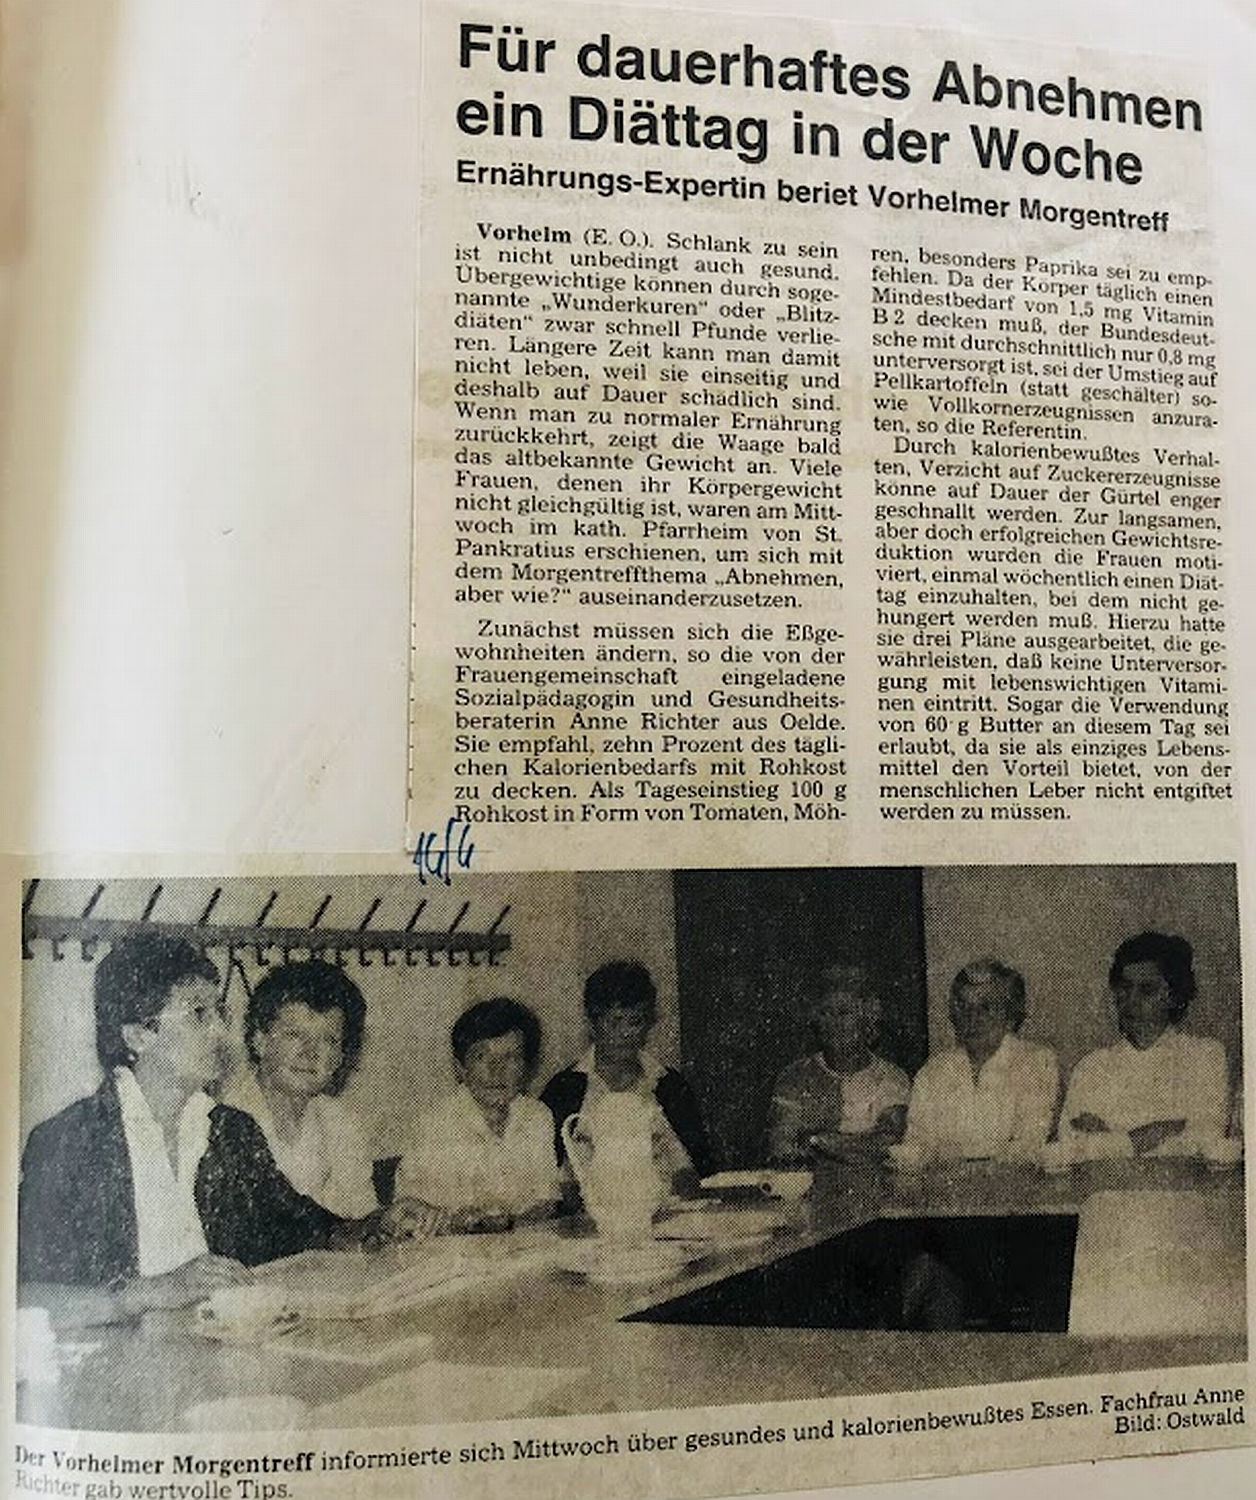 Für dauerhaftes Abnehmen
ein Diättag in der Woche
Ernährungs-Expertin beriet Vorhelmer Morgentreff
Vorhelm (E. O.). Schlank zu sein
ist nicht unbedingt auch gesund.
Übergewichtige können durch soge-
nannte „Wunderkuren" oder „Blitz-
diäten" zwar schnell Pfunde verlie-
ren. Längere Zeit kann man damit
nicht leben, weil sie einseitig und
deshalb auf Dauer schädlich sind.
Wenn man zu normaler Ernährung
zurückkehrt, zeigt die Waage bald
das altbekannte Gewicht an. Viele
Frauen, denen ihr Körpergewicht
nicht gleichgültig ist, waren am Mitt-
woch im kath. Pfarrheim von St.
Pankratius erschienen, um sich mit
dem Morgentreffthema „Abnehmen,
aber wie?" auseinanderzusetzen.
Zunächst müssen sich die Eßge-
wohnheiten ändern, so die von der
Frauengemeinschaft eingeladene
Sozialpädagogin und Gesundheits-
beraterin Anne Richter aus Oelde.
Sie empfahl, zehn Prozent des tägli-
chen Kalorienbedarfs mit Rohkost
zu decken. Als Tageseinstieg 100 g
Rohkost in Form von Tomaten, Möh-
ren, besonders Paprika sei zu emp-
fehlen. Da der Körper täglich einen
Mindestbedarf von 1,5 mg Vitamin
B 2 decken muß, der Bundesdeut-
sche mit durchschnittlich nur 0,8 mg
unterversorgt ist, sei der Umstieg auf
Pellkartoffeln (statt geschälter) so-
wie Vollkornerzeugnissen anzura-
ten, so die Referentin.
Durch kalorienbewußtes Verhal-
ten, Verzicht auf Zuckererzeugnisse
könne auf Dauer der Gürtel enger
geschnallt werden. Zur langsamen,
aber doch erfolgreichen Gewichtsre-
duktion wurden die Frauen moti-
viert, einmal wöchentlich einen Diät-
tag einzuhalten, bei dem nicht ge-
hungert werden muß. Hierzu hatte
sie drei Pläne ausgearbeitet, die ge-
währleisten, daß keine Unterversor-
gung mit lebenswichtigen Vitami-
nen eintritt. Sogar die Verwendung
von 60 g Butter an diesem Tag sei
erlaubt, da sie als einziges Lebens-
mittel den Vorteil bietet, von der
menschlichen Leber nicht entgiftet
werden zu müssen.
Der Vorhelmer Morgentreff informierte sich Mittwoch über gesundes und kalorienbewußtes Essen. Fachfrau Anne
Richter gab wertvolle Tips.
Bild: Ostwald